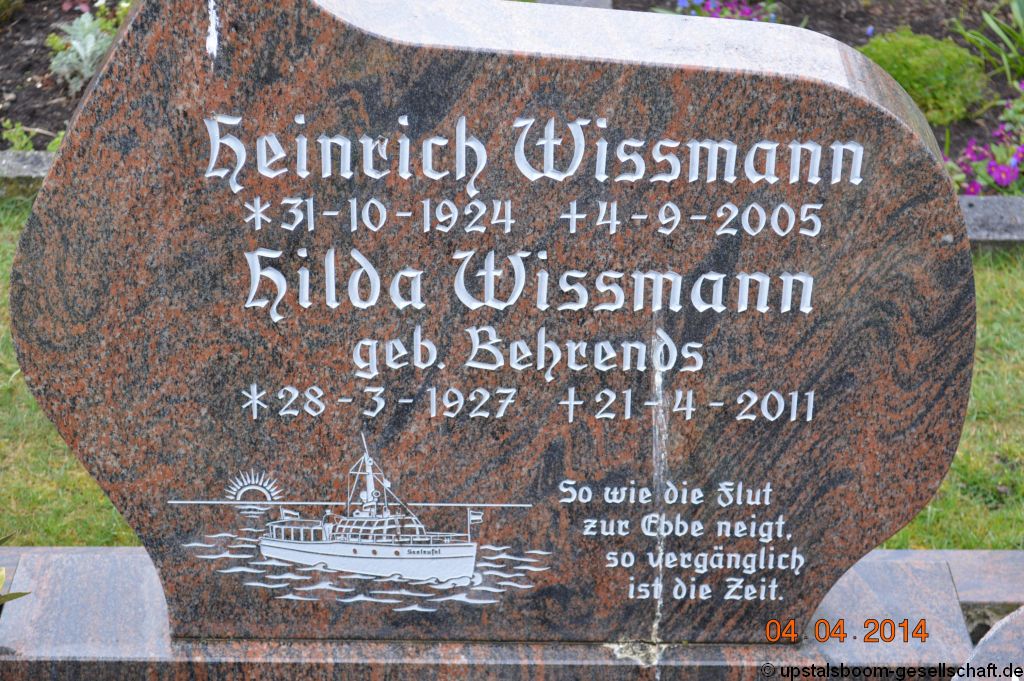 Heinrich Wissmann
*31-10-1924 +4-9-2005
Hilda Wissmann
geb. Behrends
*28-3-1927 +21-4-2011
So wie die Flut
zur Ebbe neigt,
so vergänglich
ist die Zeit.
Seeteufel
04.04.2014
© upstalsboom-gesellschaft.de